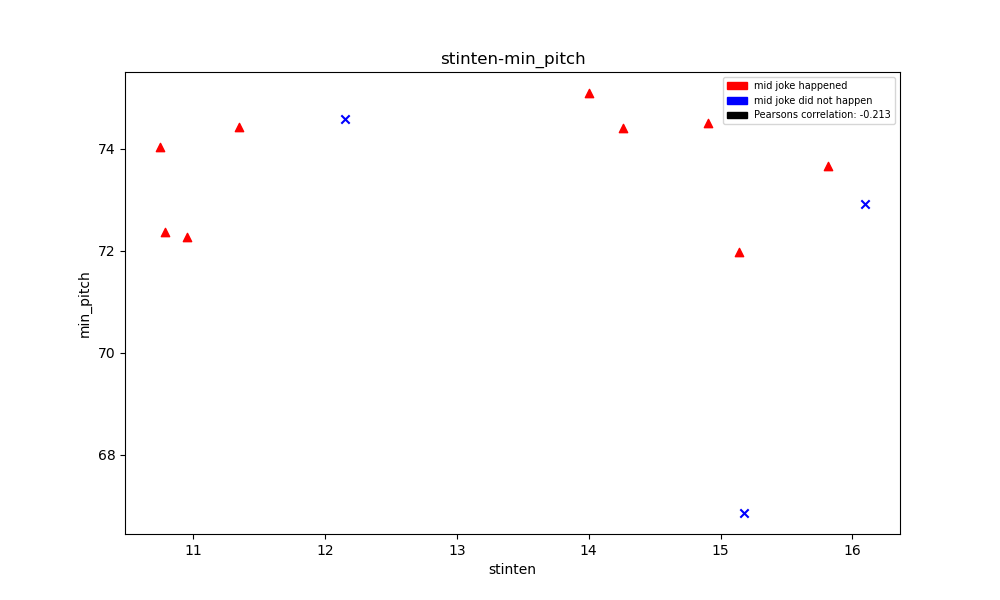 stinten-min_pitch
mid joke happened
mid joke did not happen
Pearsons correlation: -0.213
74
72
70
68
min_pitch
11 12 13 14 15 16
stinten